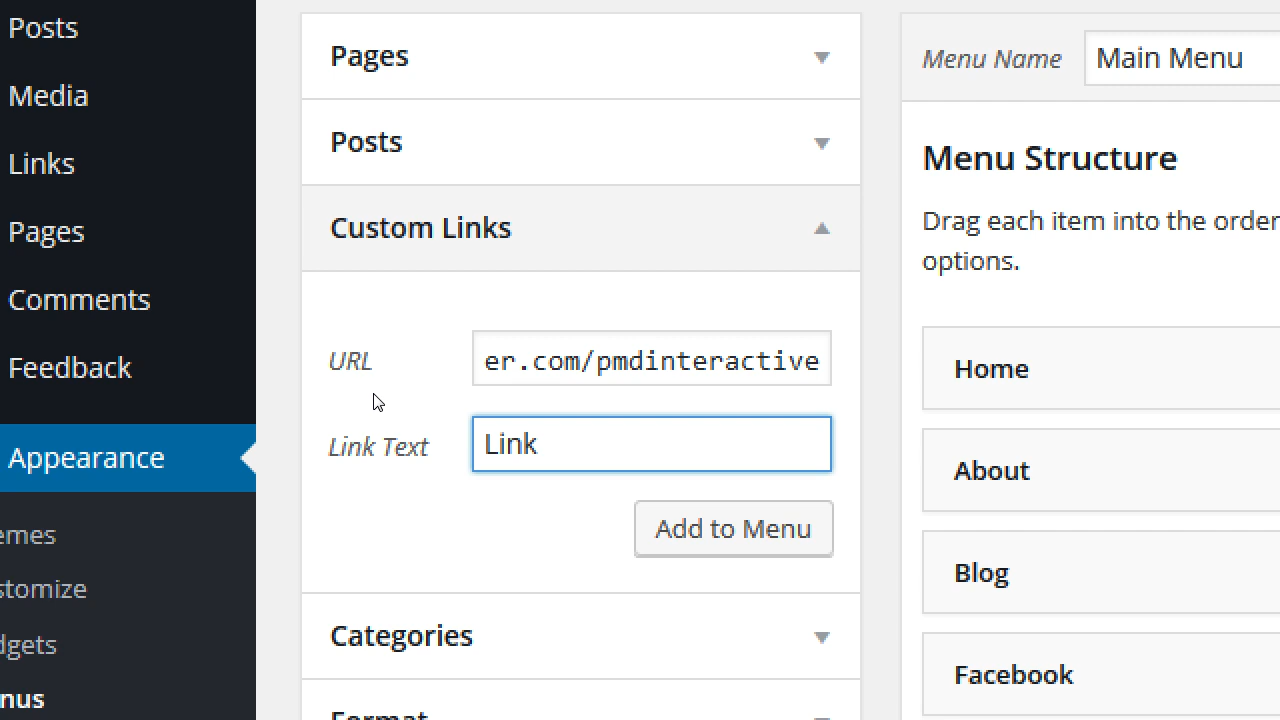 Posts
Media
Links
Pages
Comments
Feedback
Appearance
emes
stomize
dgets
nus
Pages
Posts
Custom Links
URL
er.com/pmdinteractive
Link Text
Link
Add to Menu
Categories
Format
Menu Name
Main Menu
Menu Structure
Drag each item into the order
options.
Home
About
Blog
Facebook